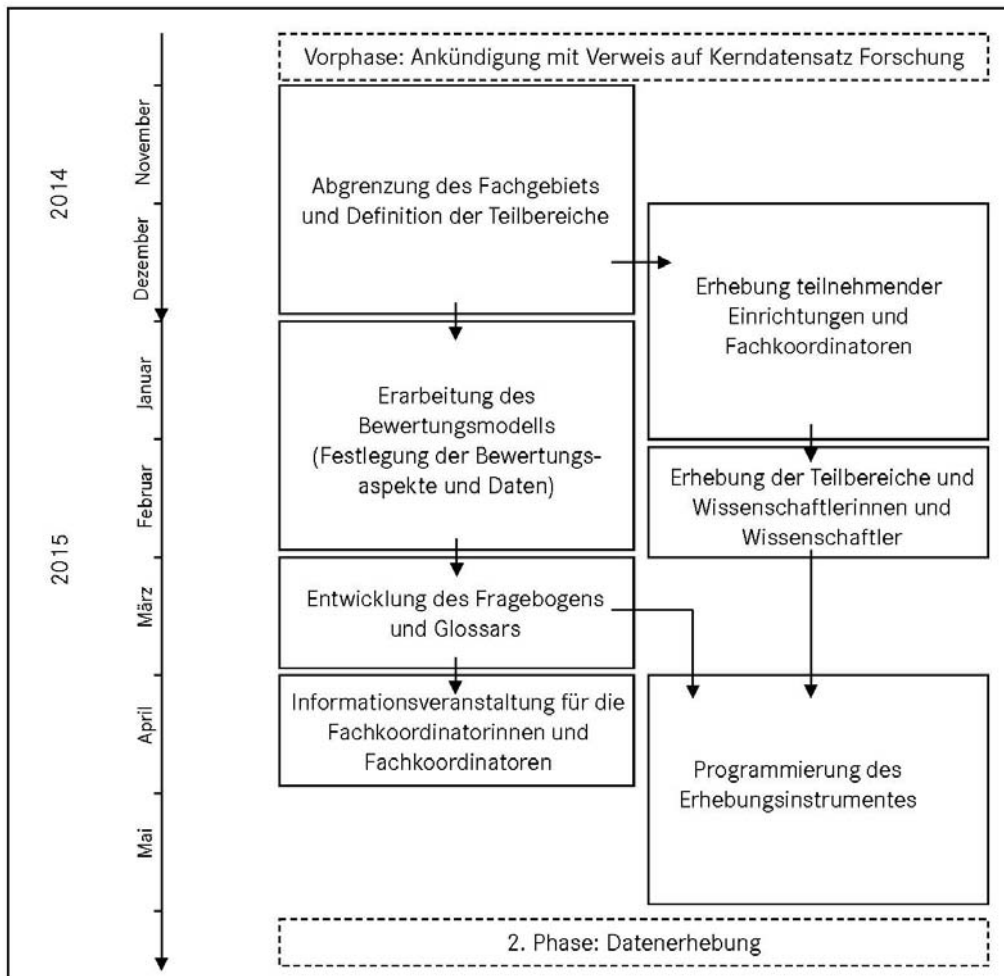 Vorphase: Ankündigung mit Verweis auf Kerndatensatz Forschung
2014
November
Dezember
Abgrenzung des Fachgebiets
und Definition der Teilbereiche
Erhebung teilnehmender
Einrichtungen und
Fachkoordinatoren
2015
Januar
Februar
März
April
Mai
Erarbeitung des
Bewertungsmodells
(Festlegung der Bewertungs-
aspekte und Daten)
Erhebung der Teilbereiche und
Wissenschaftlerinnen und
Wissenschaftler
Entwicklung des Fragebogens
und Glossars
Informationsveranstaltung für die
Fachkoordinatorinnen und
Fachkoordinatoren
Programmierung des
Erhebungsinstrumentes
2. Phase: Datenerhebung